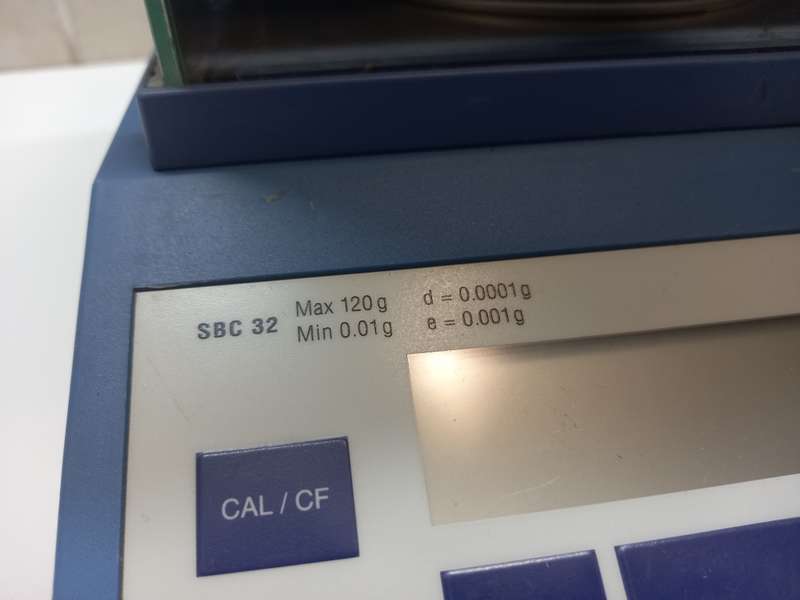 SBC 32
Max 120 g d = 0.0001g
Min 0.01g e = 0.001g
CAL / CF